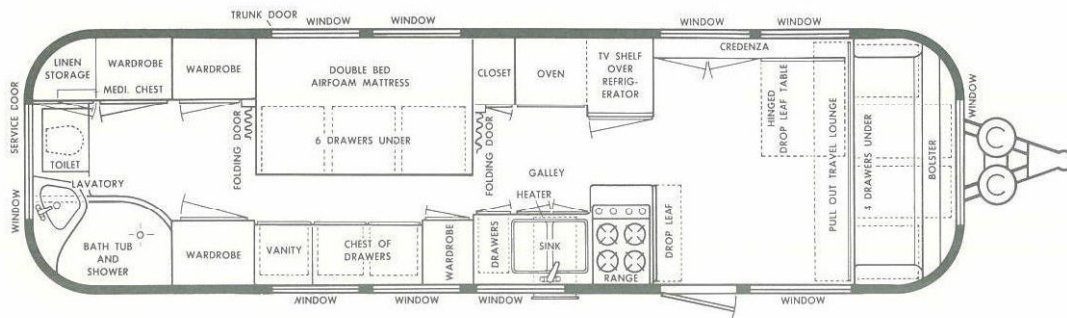 TRUNK DOOR
WINDOW
WINDOW
WINDOW
WINDOW
LINEN
STORAGE
WARDROBE
WARDROBE
MEDI. CHEST
DOUBLE BED
AIRFOAM MATTRESS
6 DRAWERS UNDER
CLOSET
OVEN
TV SHELF
OVER
REFRIG-
ERATOR
CREDENZA
HINGED
DROP LEAF TABLE
PULL OUT TRAVEL LOUNGE
4 DRAWERS UNDER
BOLSTER
WINDOW
SERVICE DOOR
WINDOW
TOILET
LAVATORY
FOLDING DOOR
FOLDING DOOR
GALLEY
HEATER
BATH TUB
AND
SHOWER
WARDROBE
VANITY
CHEST OF
DRAWERS
WARDROBE
DRAWERS
SINK
RANGE
DROP LEAF
WINDOW
WINDOW
WINDOW
WINDOW